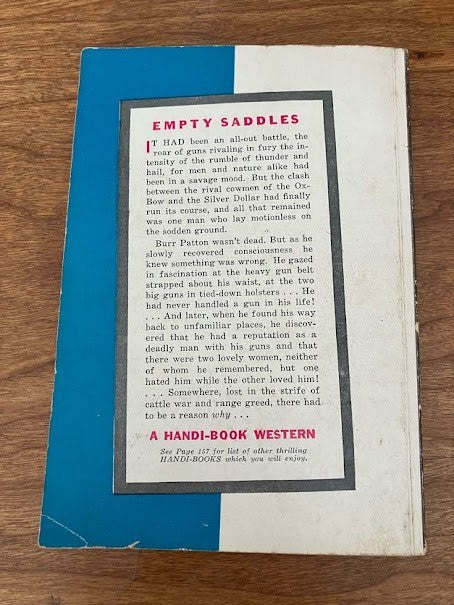 EMPTY SADDLES
IT HAD been an all-out battle, the
roar of guns rivaling in fury the in-
tensity of the rumble of thunder and
hail, for men and nature alike had
been in a savage mood. But the clash
between the rival cowmen of the Ox-
Bow and the Silver Dollar had finally
run its course, and all that remained
was one man who lay motionless on
the sodden ground.
Burr Patton wasn't dead. But as he
slowly recovered consciousness he
knew something was wrong. He gazed
in fascination at the heavy gun belt
strapped about his waist, at the two
big guns in tied-down holsters . . . He
had never handled a gun in his life!
. . . And later, when he found his way
back to unfamiliar places, he discov-
ered that he had a reputation as a
deadly man with his guns and that
there were two lovely women, neither
of whom he remembered, but one
hated him while the other loved him!
. . . Somewhere, lost in the strife of
cattle war and range greed, there had
to be a reason why . . .
A HANDI-BOOK WESTERN
See Page 157 for list of other thrilling
HANDI-BOOKS which you will enjoy.